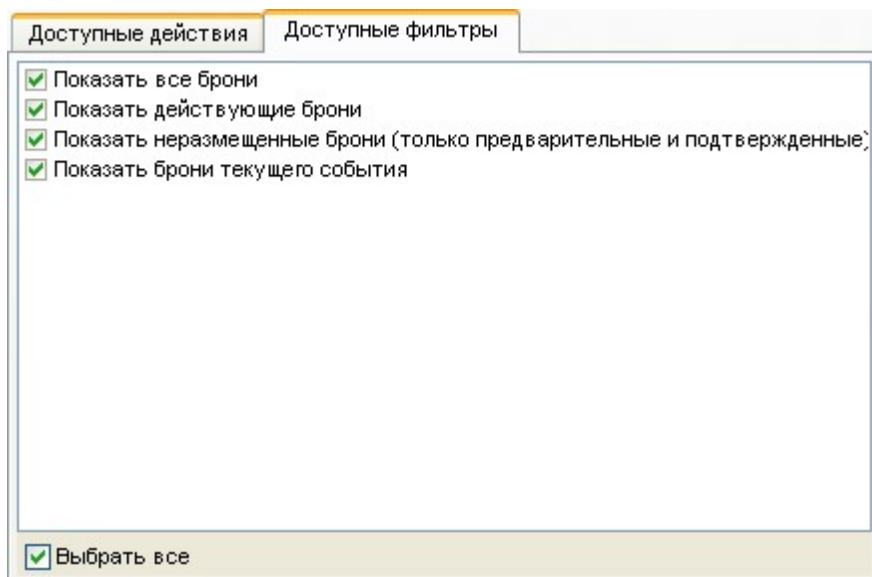 Доступные действия Доступные фильтры
Показать все брони
Показать действующие брони
Показать неразмещенные брони (только предварительные и подтвержденные)
Показать брони текущего события
Выбрать все